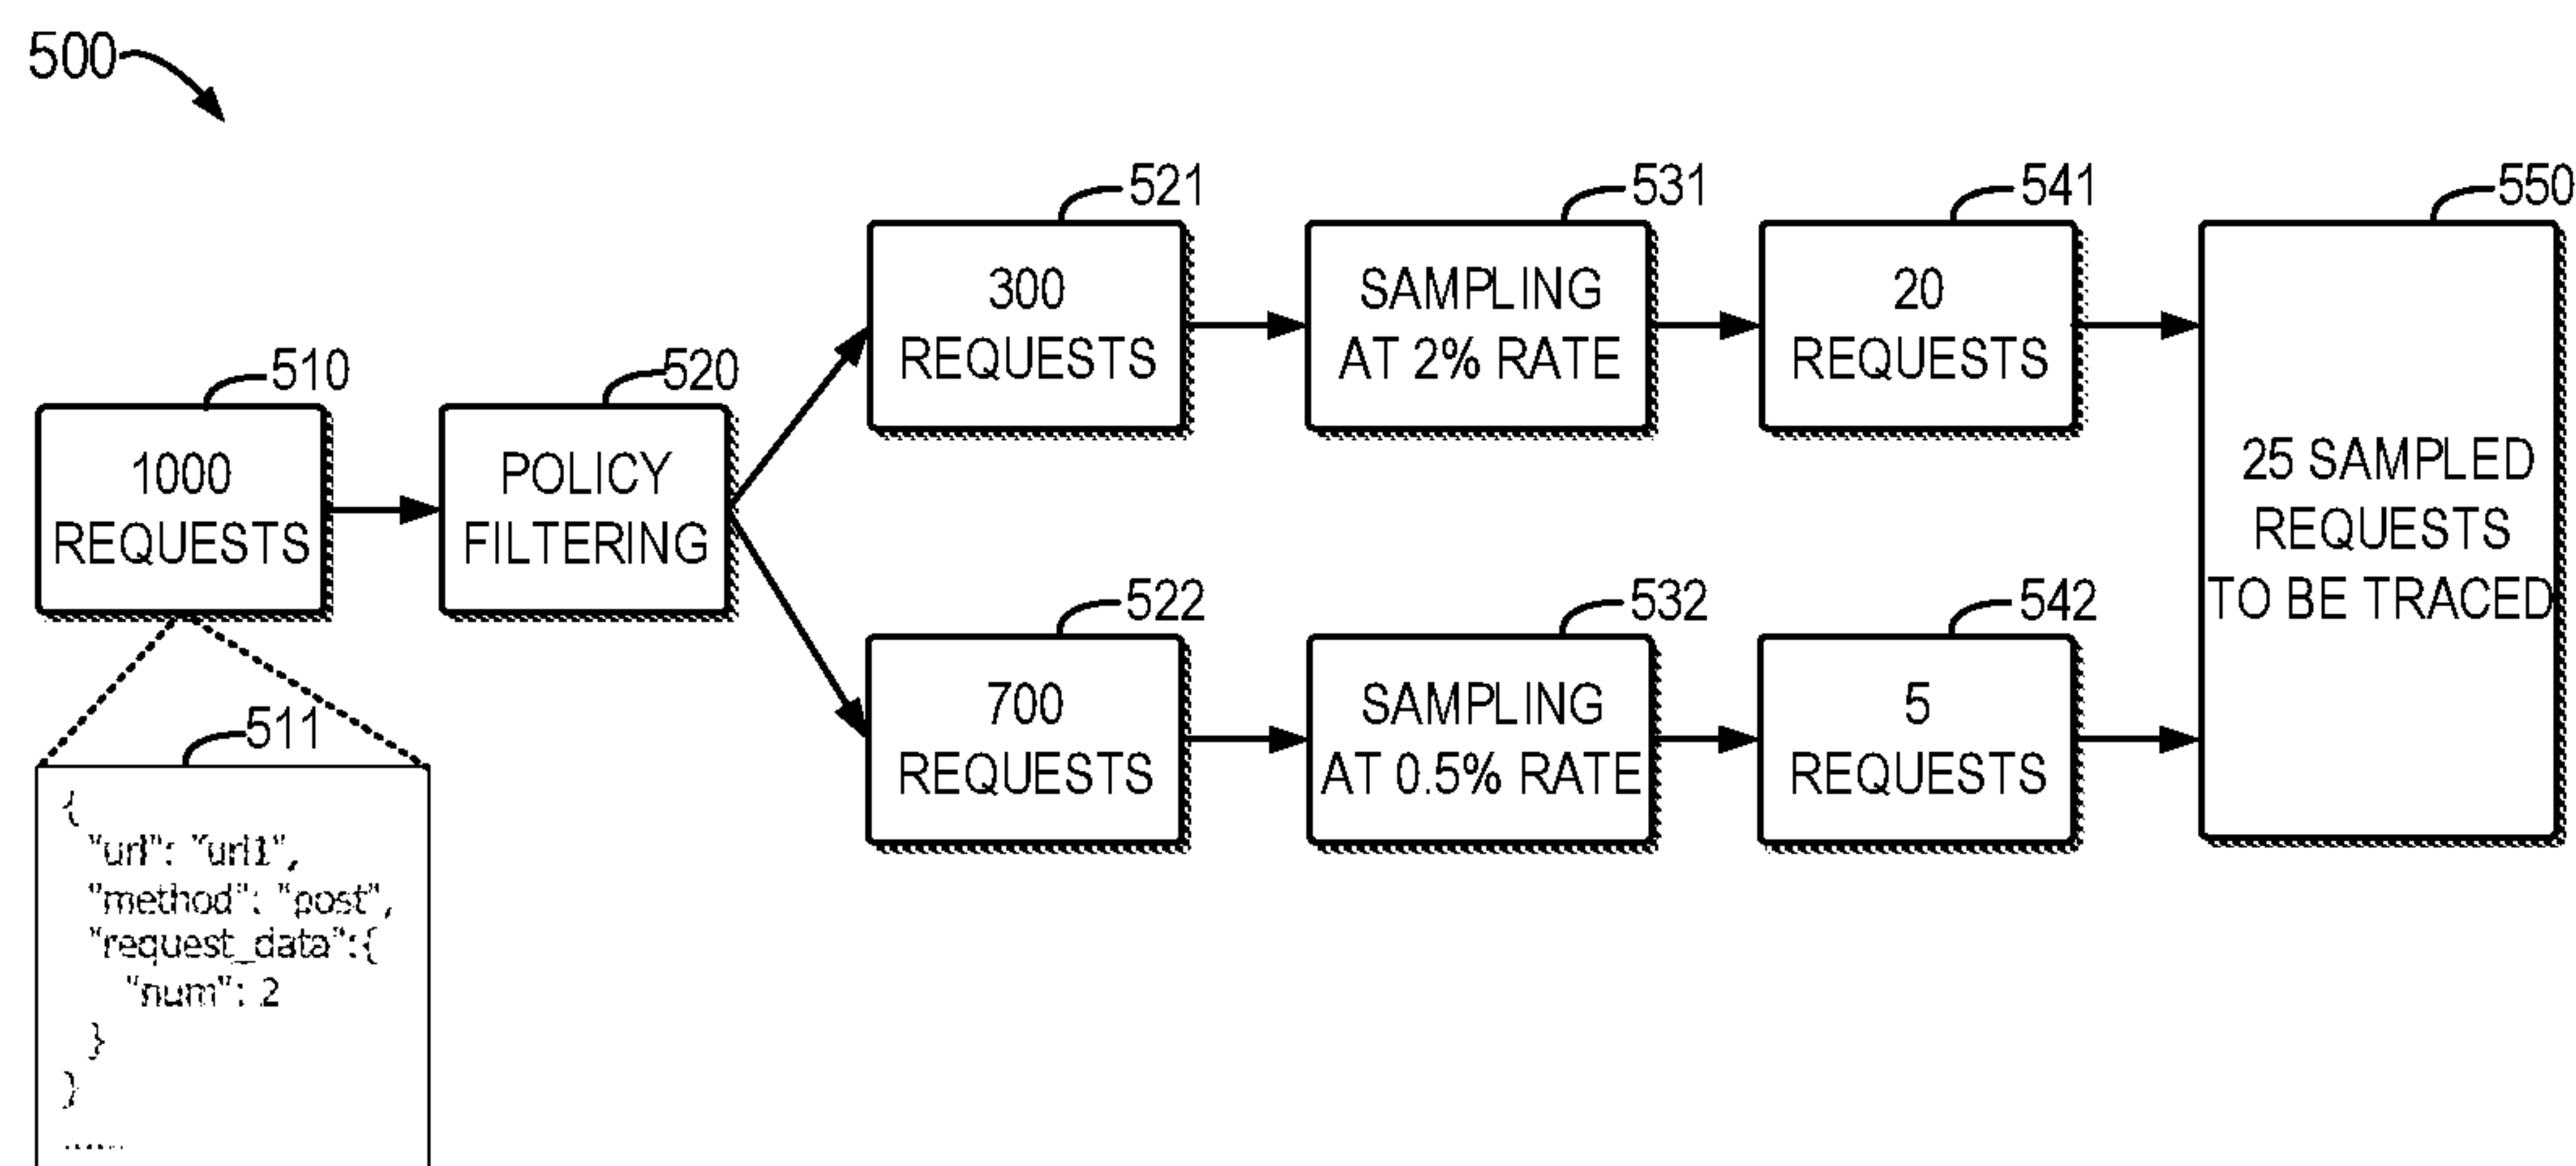 500
510
1000
REQUESTS
511
{
"url": "url1",
"method": "post",
"request_data":{
"num": 2
}
}
......
520
POLICY
FILTERING
521
300
REQUESTS
531
SAMPLING
AT 2% RATE
541
20
REQUESTS
522
700
REQUESTS
532
SAMPLING
AT 0.5% RATE
542
5
REQUESTS
550
25 SAMPLED
REQUESTS
TO BE TRACED